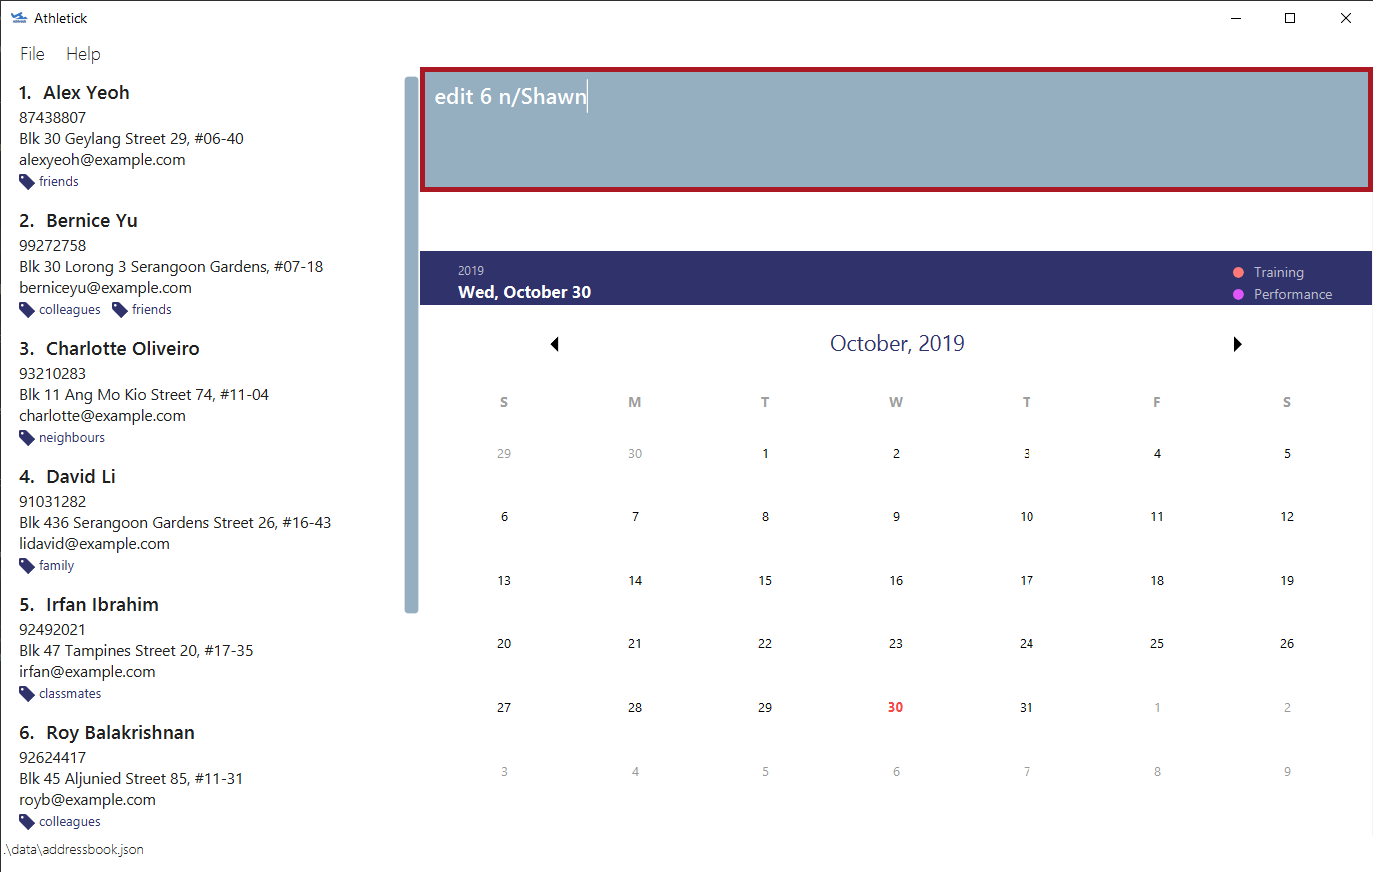 Athletick
File Help
1. Alex Yeoh
87438807
Blk 30 Geylang Street 29, #06-40
alexyeoh@example.com
friends
2. Bernice Yu
99272758
Blk 30 Lorong 3 Serangoon Gardens, #07-18
berniceyu@example.com
colleagues friends
3. Charlotte Oliveiro
93210283
Blk 11 Ang Mo Kio Street 74, #11-04
charlotte@example.com
neighbours
4. David Li
91031282
Blk 436 Serangoon Gardens Street 26, #16-43
lidavid@example.com
family
5. Irfan Ibrahim
92492021
Blk 47 Tampines Street 20, #17-35
irfan@example.com
classmates
6. Roy Balakrishnan
92624417
Blk 45 Aljunied Street 85, #11-31
royb@example.com
colleagues
edit 6 n/Shawn
2019
Wed, October 30
Training
Performance
October, 2019
S M T W T F S
29 30 1 2 3 4 5
6 7 8 9 10 11 12
13 14 15 16 17 18 19
20 21 22 23 24 25 26
27 28 29 30 31 1 2
3 4 5 6 7 8 9
.\data\addressbook.json